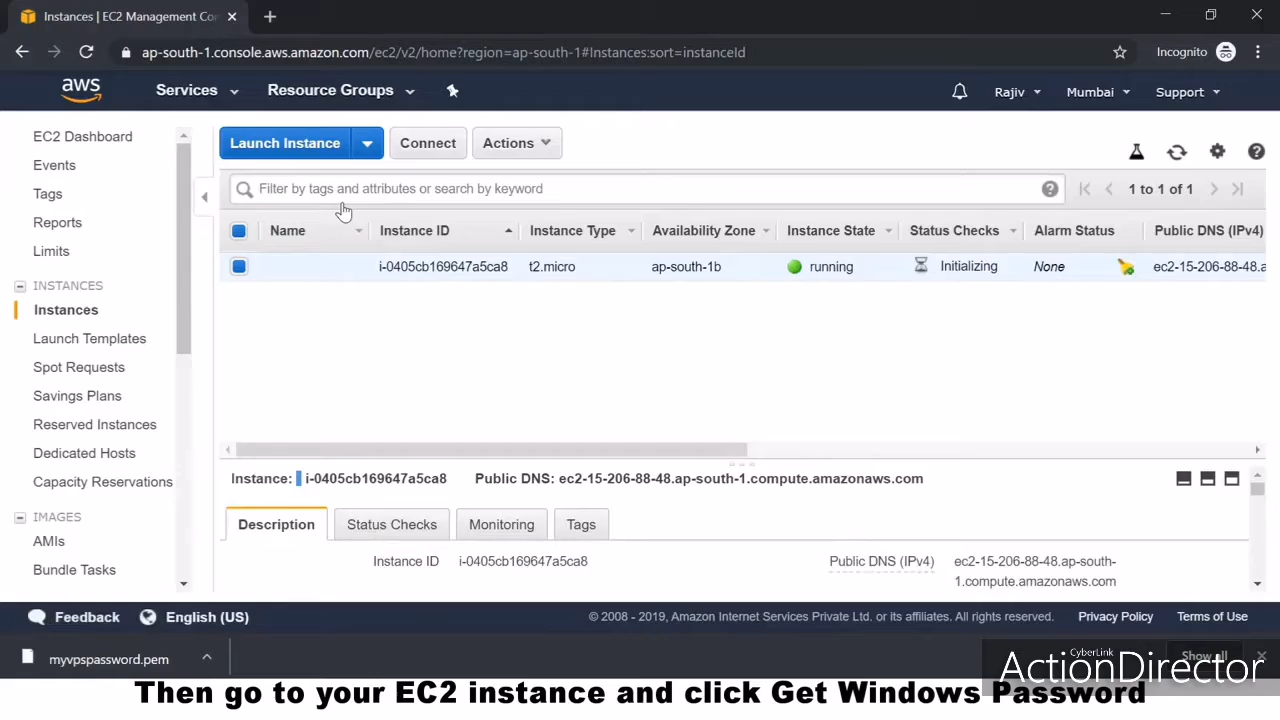 Instances | EC2 Management Co
ap-south-1.console.aws.amazon.com/ec2/v2/home?region=ap-south-1#Instances:sort=instanceId
Incognito
aws
Services
Resource Groups
Rajiv
Mumbai
Support
EC2 Dashboard
Events
Tags
Reports
Limits
INSTANCES
Instances
Launch Templates
Spot Requests
Savings Plans
Reserved Instances
Dedicated Hosts
Capacity Reservations
IMAGES
AMIs
Bundle Tasks
Launch Instance
Connect
Actions
Filter by tags and attributes or search by keyword
1 to 1 of 1
Name Instance ID Instance Type Availability Zone Instance State Status Checks Alarm Status Public DNS (IPv4)
i-0405cb169647a5ca8 t2.micro ap-south-1b running Initializing None ec2-15-206-88-48.a
Instance: i-0405cb169647a5ca8 Public DNS: ec2-15-206-88-48.ap-south-1.compute.amazonaws.com
Description Status Checks Monitoring Tags
Instance ID i-0405cb169647a5ca8 Public DNS (IPv4) ec2-15-206-88-48.ap-south-
1.compute.amazonaws.com
Feedback English (US) © 2008 - 2019, Amazon Internet Services Private Ltd. or its affiliates. All rights reserved. Privacy Policy Terms of Use
myvpspassword.pem
Show all
CyberLink
ActionDirector
Then go to your EC2 instance and click Get Windows Password